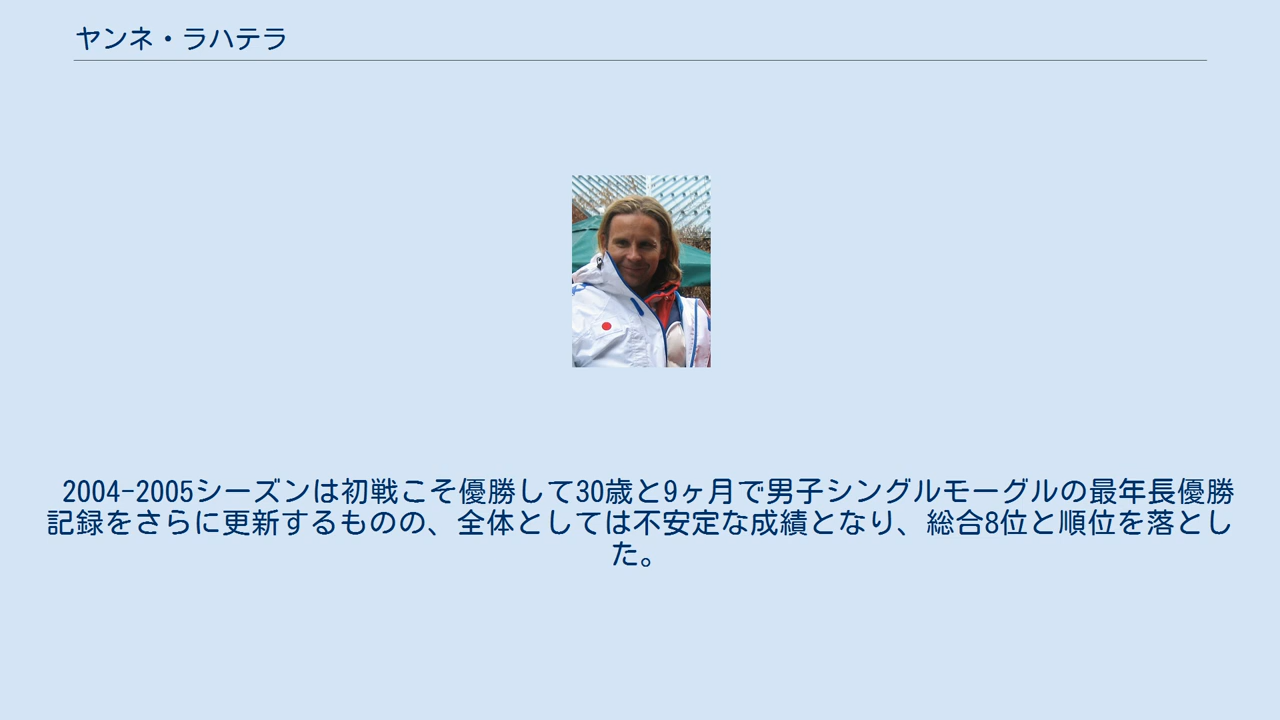 ヤンネ・ラハテラ
2004-2005シーズンは初戦こそ優勝して30歳と9ヶ月で男子シングルモーグルの最年長優勝
記録をさらに更新するものの、全体としては不安定な成績となり、総合8位と順位を落とし
た。